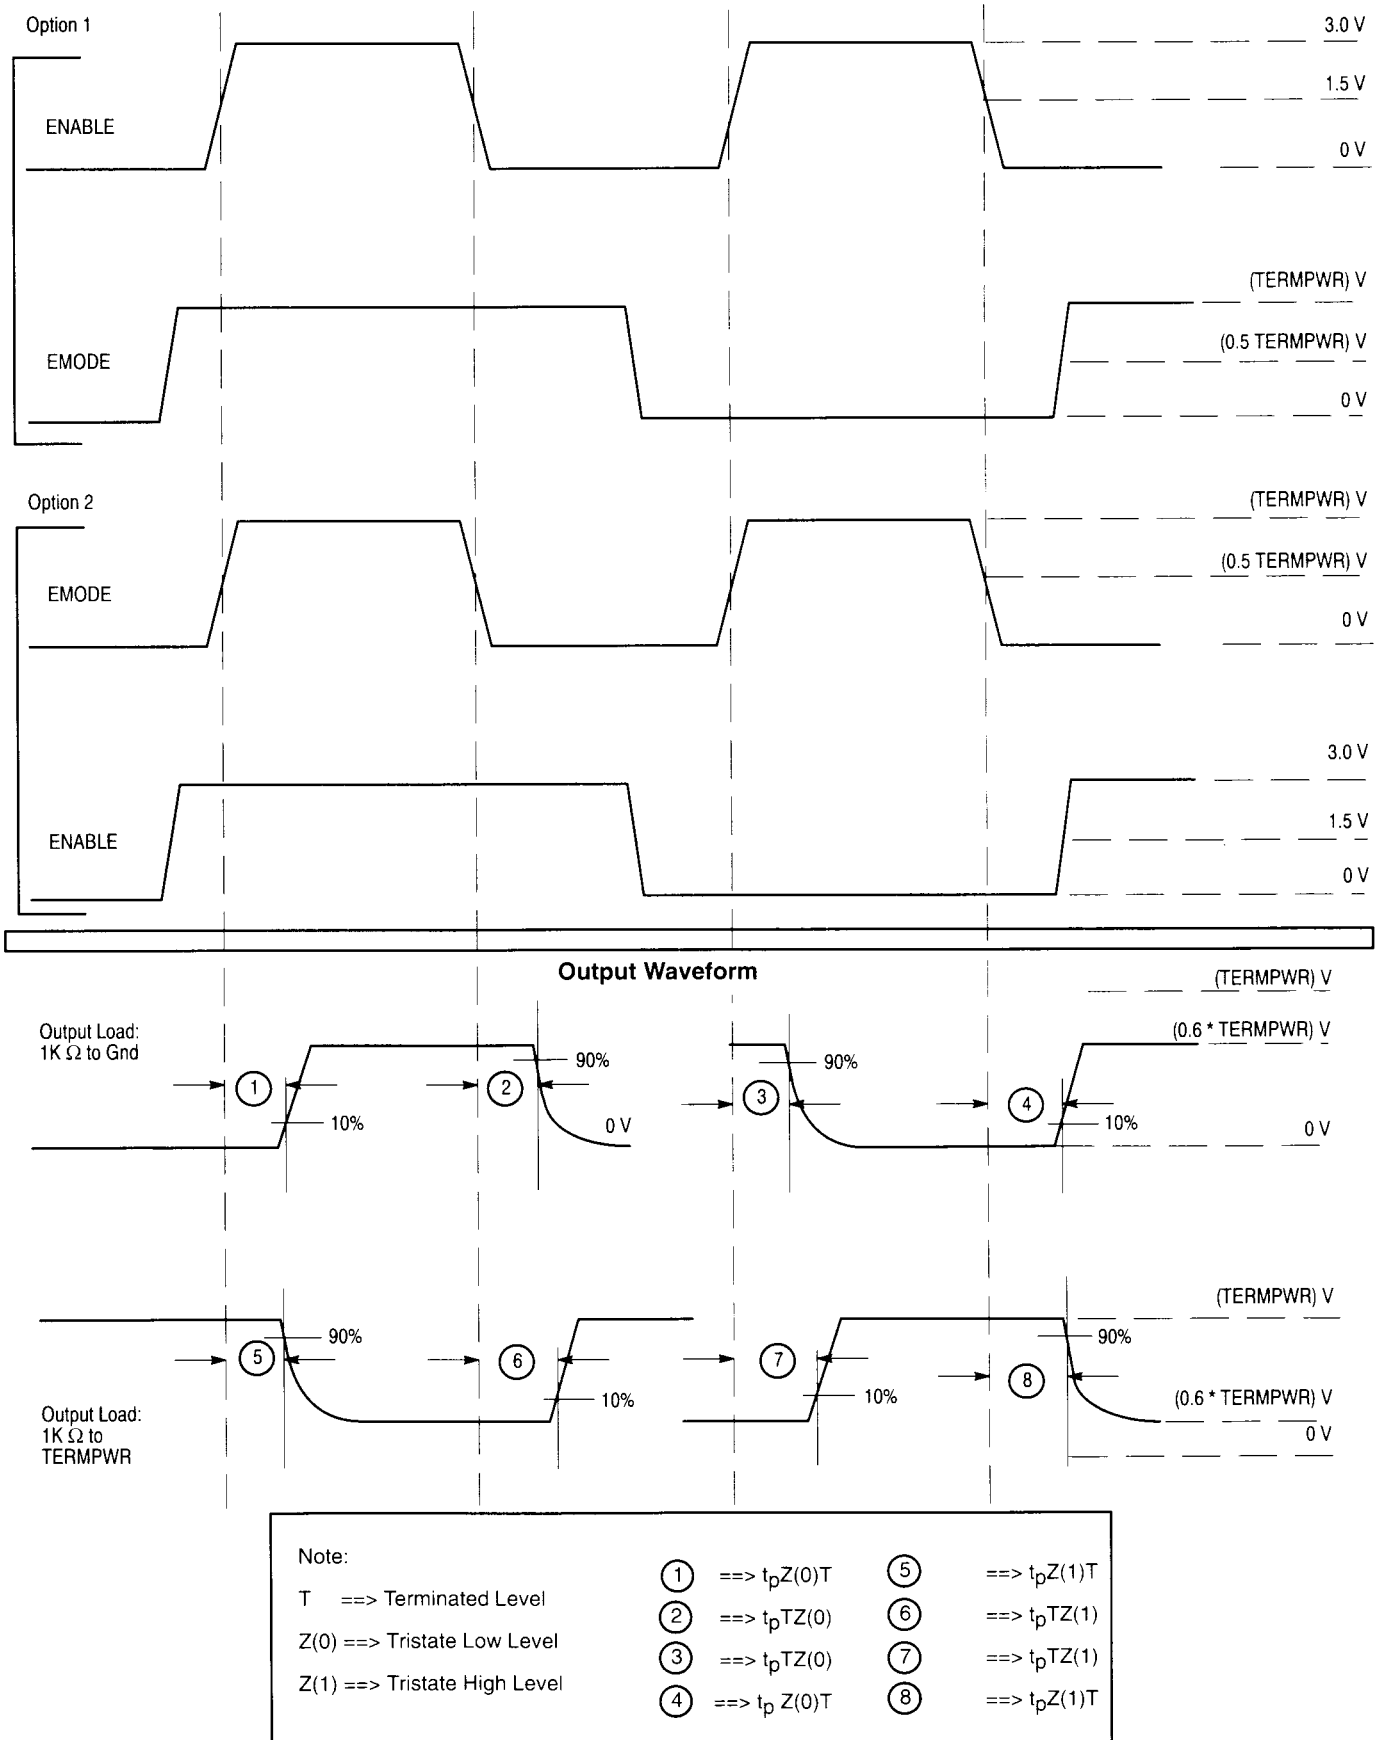 Option 1
3.0 V
1.5 V
ENABLE
0 V
(TERMPWR) V
(0.5 TERMPWR) V
EMODE
0 V
Option 2
(TERMPWR) V
(0.5 TERMPWR) V
EMODE
0 V
3.0 V
1.5 V
ENABLE
0 V
Output Waveform
(TERMPWR) V
Output Load:
1K Ω to Gnd
(0.6 * TERMPWR) V
90%
90%
1
2
3
4
10%
0 V
10%
0 V
(TERMPWR) V
90%
90%
5
6
7
8
10%
10%
Output Load:
1K Ω to
TERMPWR
(0.6 * TERMPWR) V
0 V
Note:
T ==> Terminated Level
Z(0) ==> Tristate Low Level
Z(1) ==> Tristate High Level
1 ==> tpZ(0)T
2 ==> tpTZ(0)
3 ==> tpTZ(0)
4 ==> tp Z(0)T
5 ==> tpZ(1)T
6 ==> tpTZ(1)
7 ==> tpTZ(1)
8 ==> tpZ(1)T